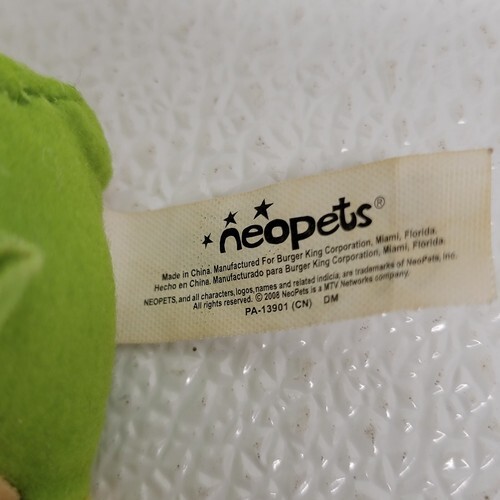 neopets®
Made in China. Manufactured For Burger King Corporation, Miami, Florida.
Hecho en China. Manufacturado para Burger King Corporation, Miami, Florida.
NEOPETS, and all characters, logos, names and related indicia, are trademarks of NeoPets, Inc.
All rights reserved. © 2008 NeoPets is a MTV Networks company.
PA-13901 (CN) DM